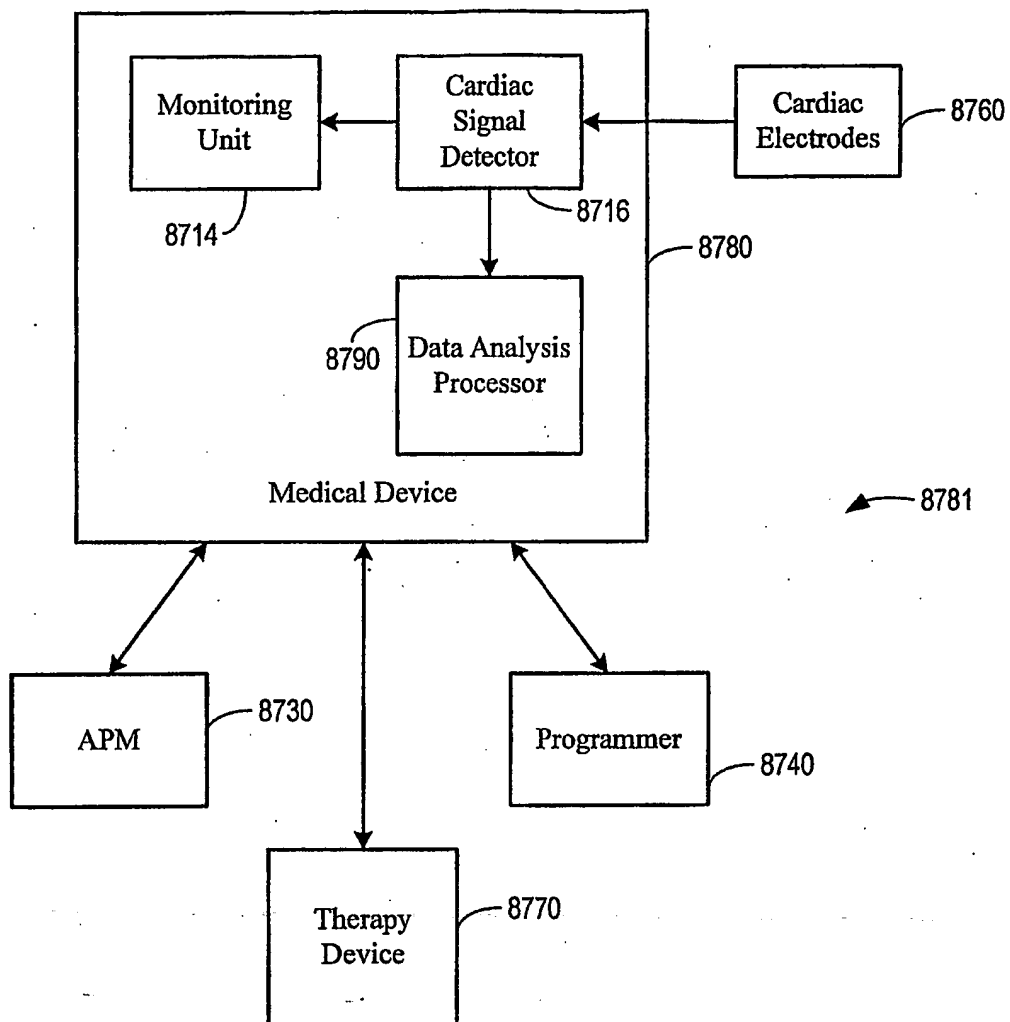 Monitoring
Unit
8714
Cardiac
Signal
Detector
8716
Cardiac
Electrodes
8760
8780
8790
Data Analysis
Processor
Medical Device
8781
APM
8730
Programmer
8740
Therapy
Device
8770